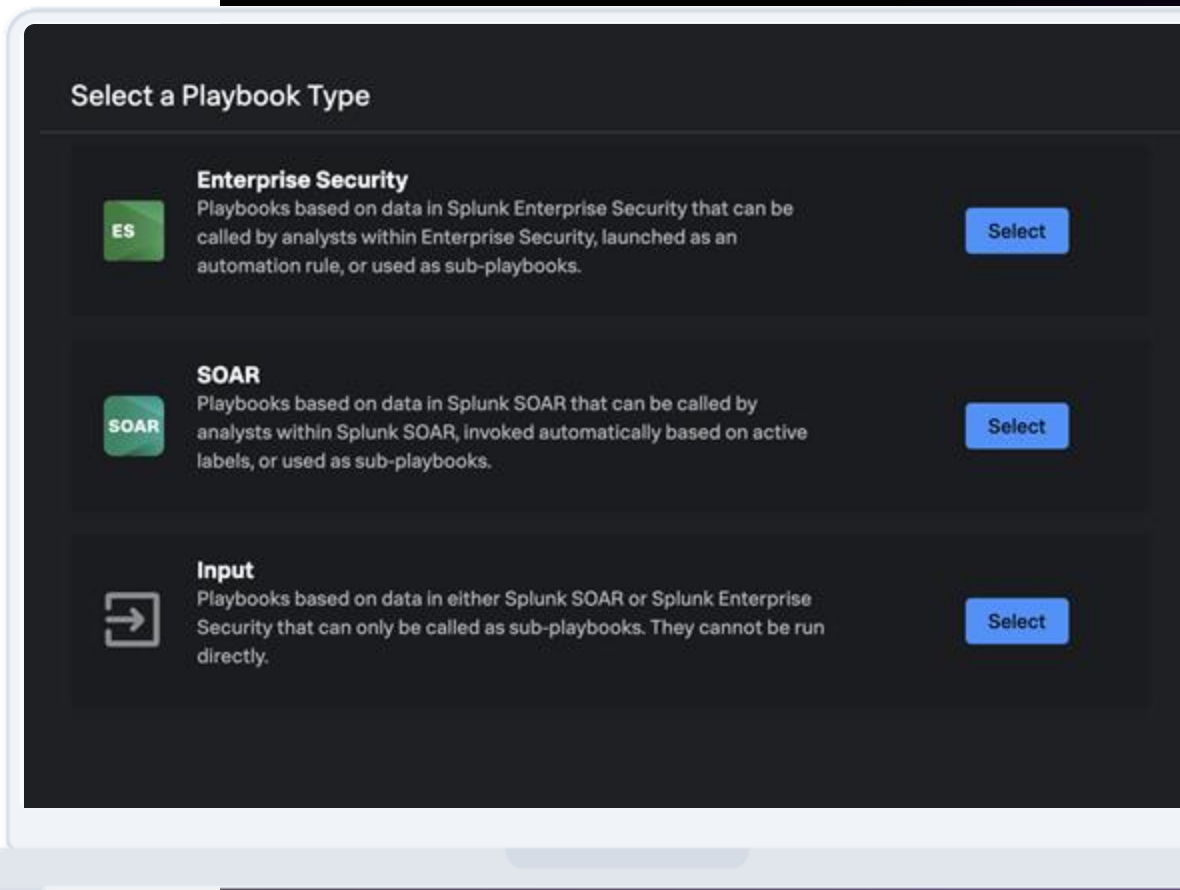 Select a Playbook Type
Enterprise Security
Playbooks based on data in Splunk Enterprise Security that can be
called by analysts within Enterprise Security, launched as an
automation rule, or used as sub-playbooks.
ES
Select
SOAR
Playbooks based on data in Splunk SOAR that can be called by
analysts within Splunk SOAR, invoked automatically based on active
labels, or used as sub-playbooks.
SOAR
Select
Input
Playbooks based on data in either Splunk SOAR or Splunk Enterprise
Security that can only be called as sub-playbooks. They cannot be run
directly.
Select